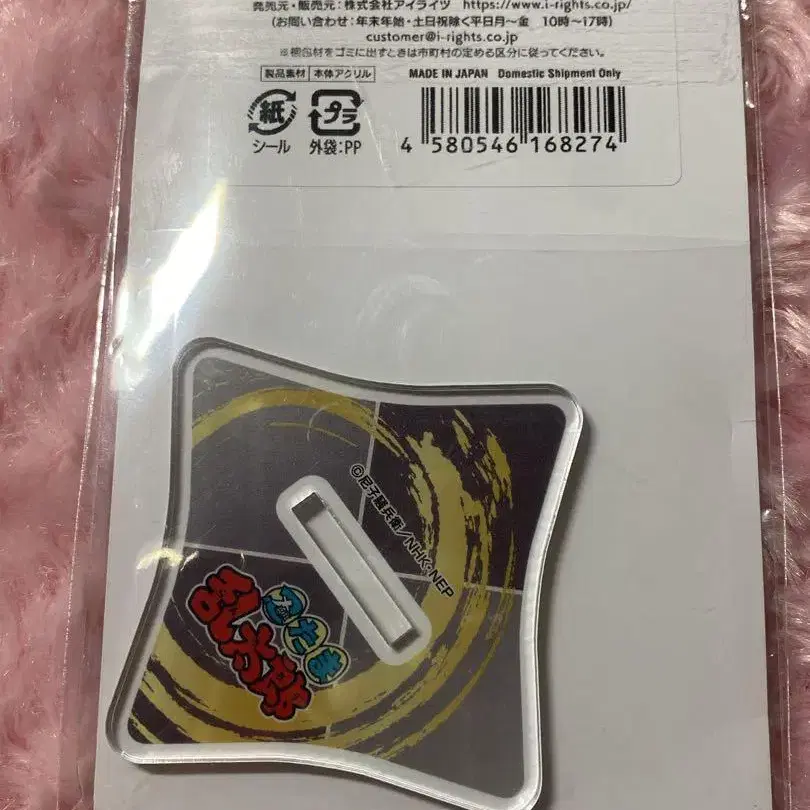 発売元・販売元：株式会社アイライツ　https://www.i-rights.co.jp/
(お問い合わせ：年末年始・土日祝除く平日月〜金　10時〜17時)
customer@i-rights.co.jp
※梱包材をゴミに出すときは市町村の定める区分に従ってください。
製品素材 本体アクリル
MADE IN JAPAN Domestic Shipment Only
紙 プラ
シール 外袋：PP
4 580546 168274
©尼子騒兵衛／NHK・NEP
忍たま
乱太郎